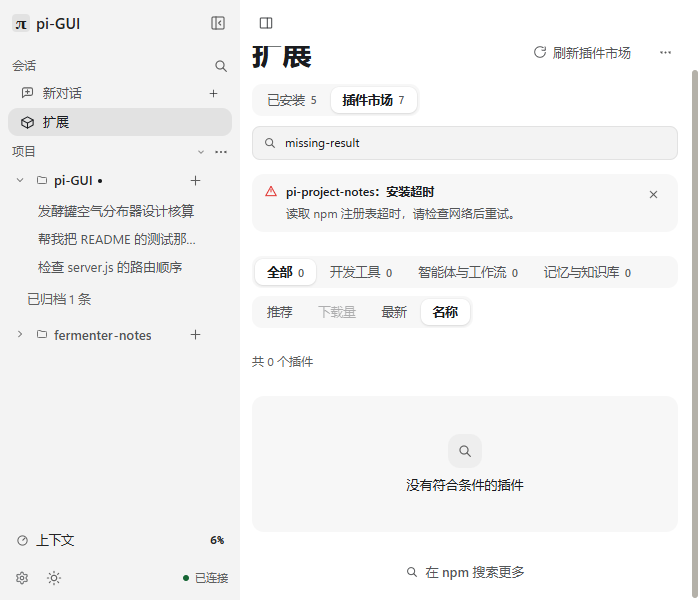 π pi-GUI
会话
新对话 +
扩展
项目
pi-GUI • +
发酵罐空气分布器设计核算
帮我把 README 的测试那...
检查 server.js 的路由顺序
已归档 1 条
fermenter-notes +
上下文 6%
已连接
扩展
刷新插件市场
已安装 5 插件市场 7
missing-result
pi-project-notes：安装超时
读取 npm 注册表超时，请检查网络后重试。
全部 0 开发工具 0 智能体与工作流 0 记忆与知识库 0
推荐 下载量 最新 名称
共 0 个插件
没有符合条件的插件
在 npm 搜索更多